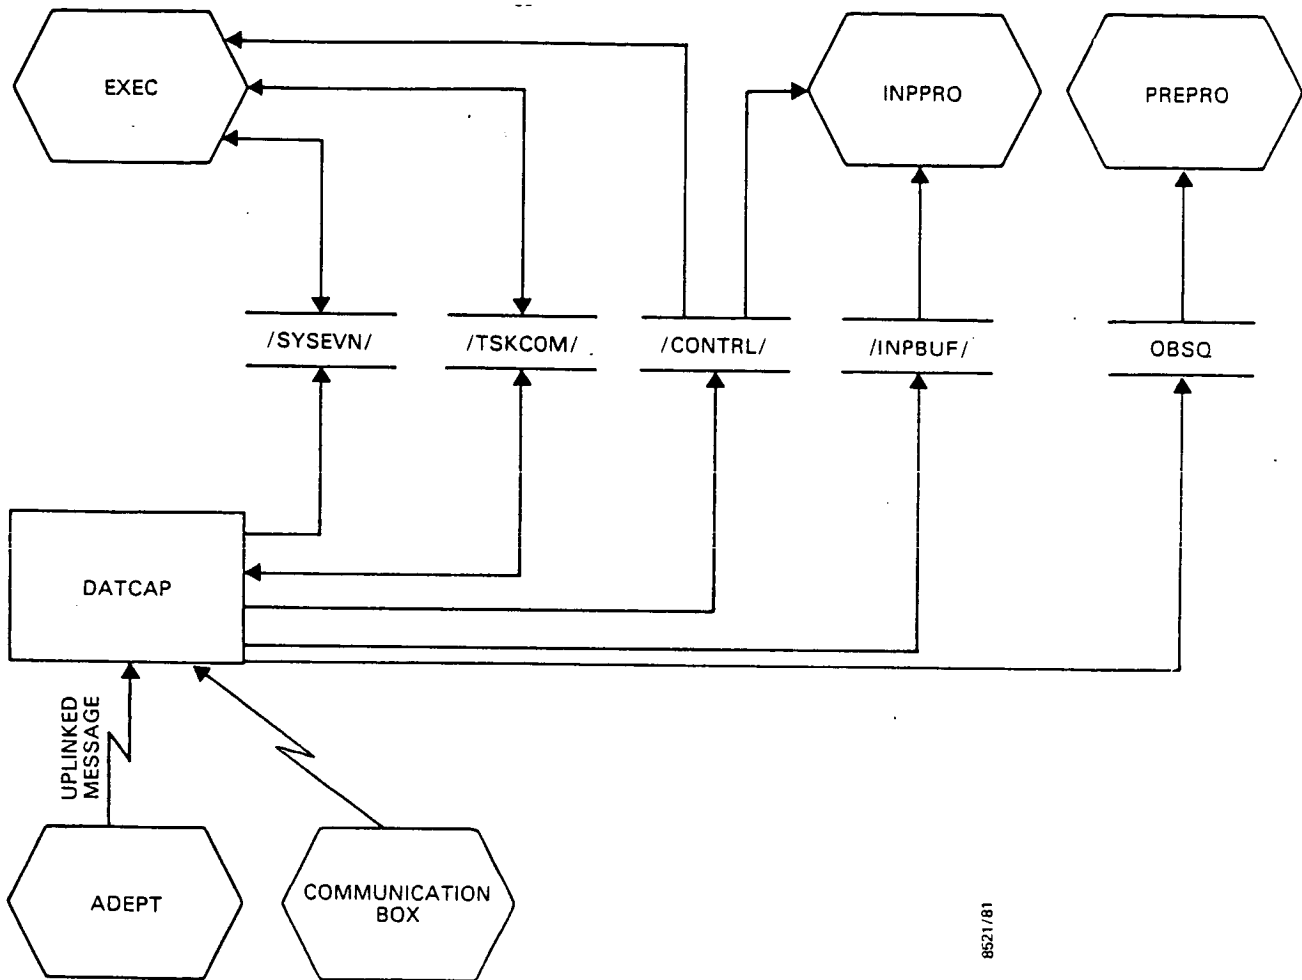 EXEC
INPPRO
PREPRO
/SYSEVN/
/TSKCOM/
/CONTRL/
/INPBUF/
OBSQ
DATCAP
UPLINKED
MESSAGE
ADEPT
COMMUNICATION
BOX
8521/81